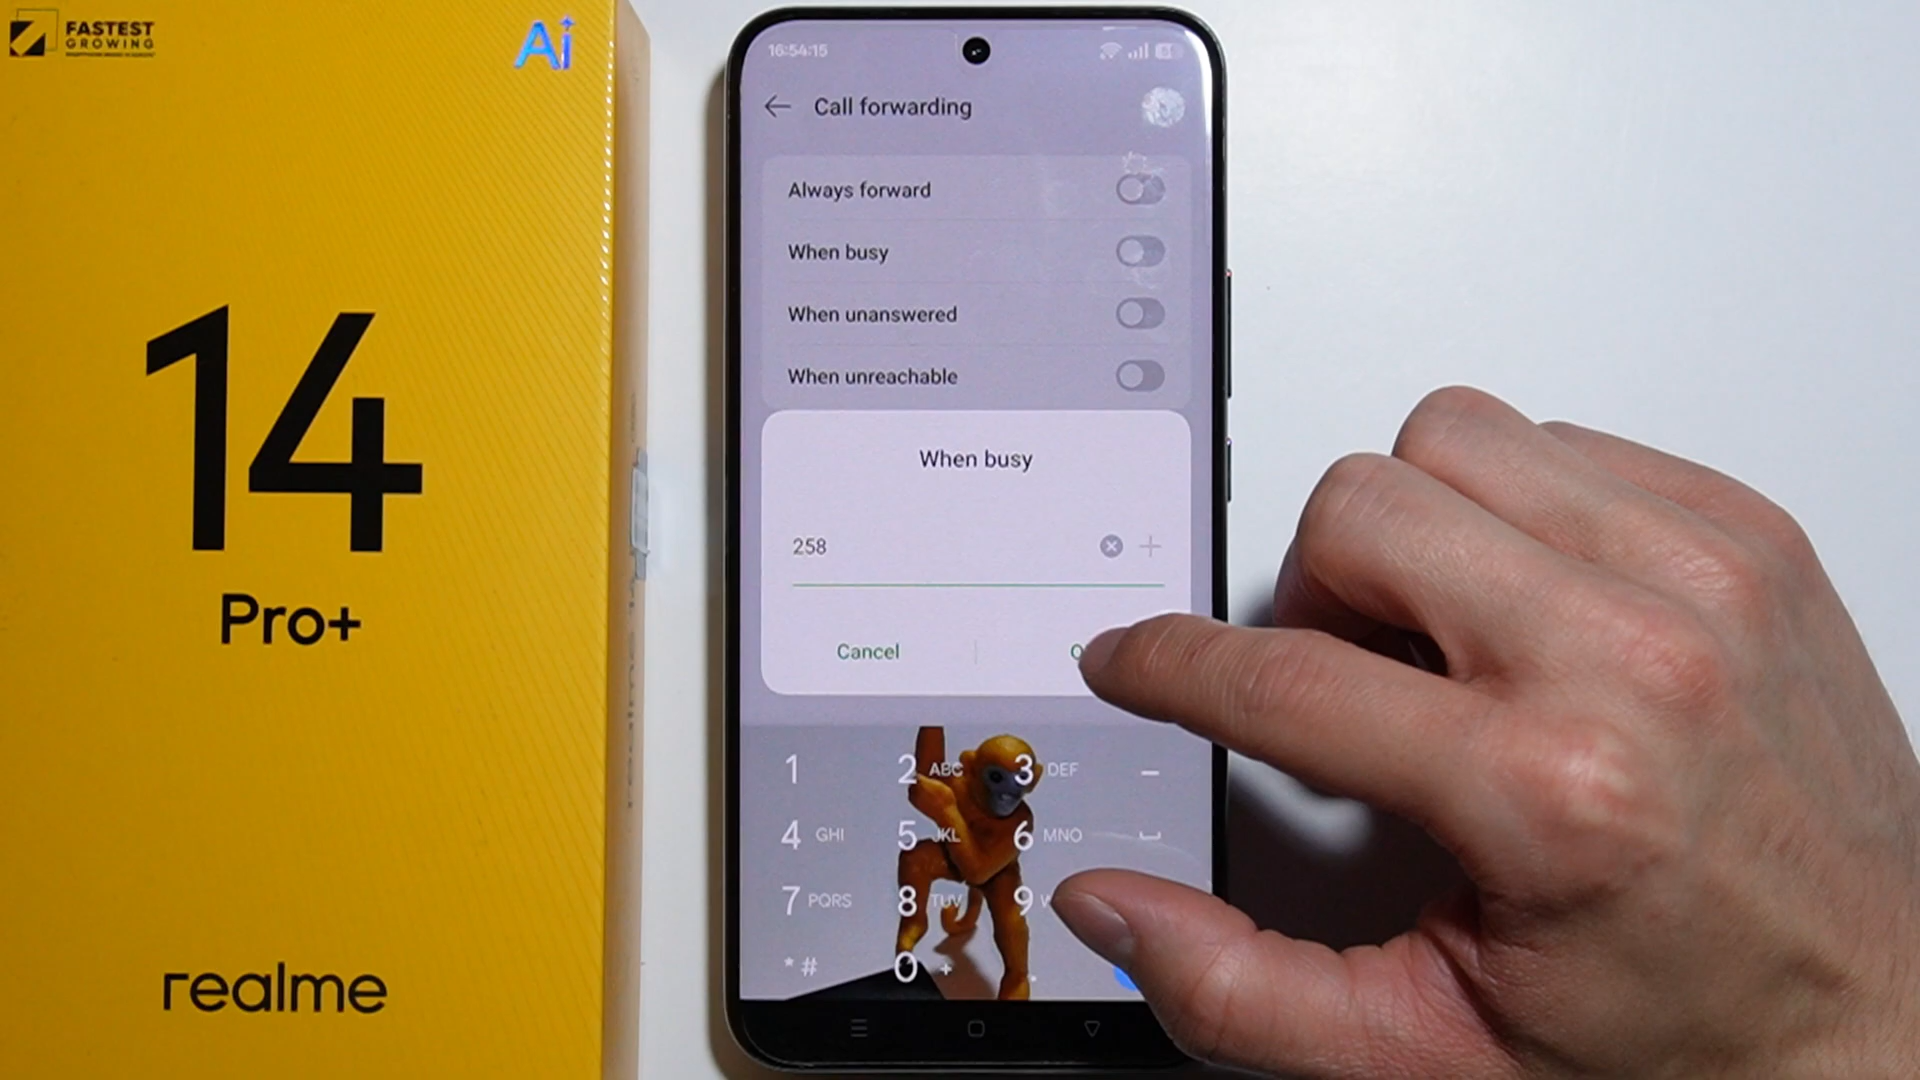 FASTEST
GROWING
Ai
14
Pro+
realme
16:54:15
Call forwarding
Always forward
When busy
When unanswered
When unreachable
When busy
258
Cancel
1
2 ABC
3 DEF
4 GHI
5 JKL
6 MNO
7 PQRS
8 TUV
9
* #
0 +
.